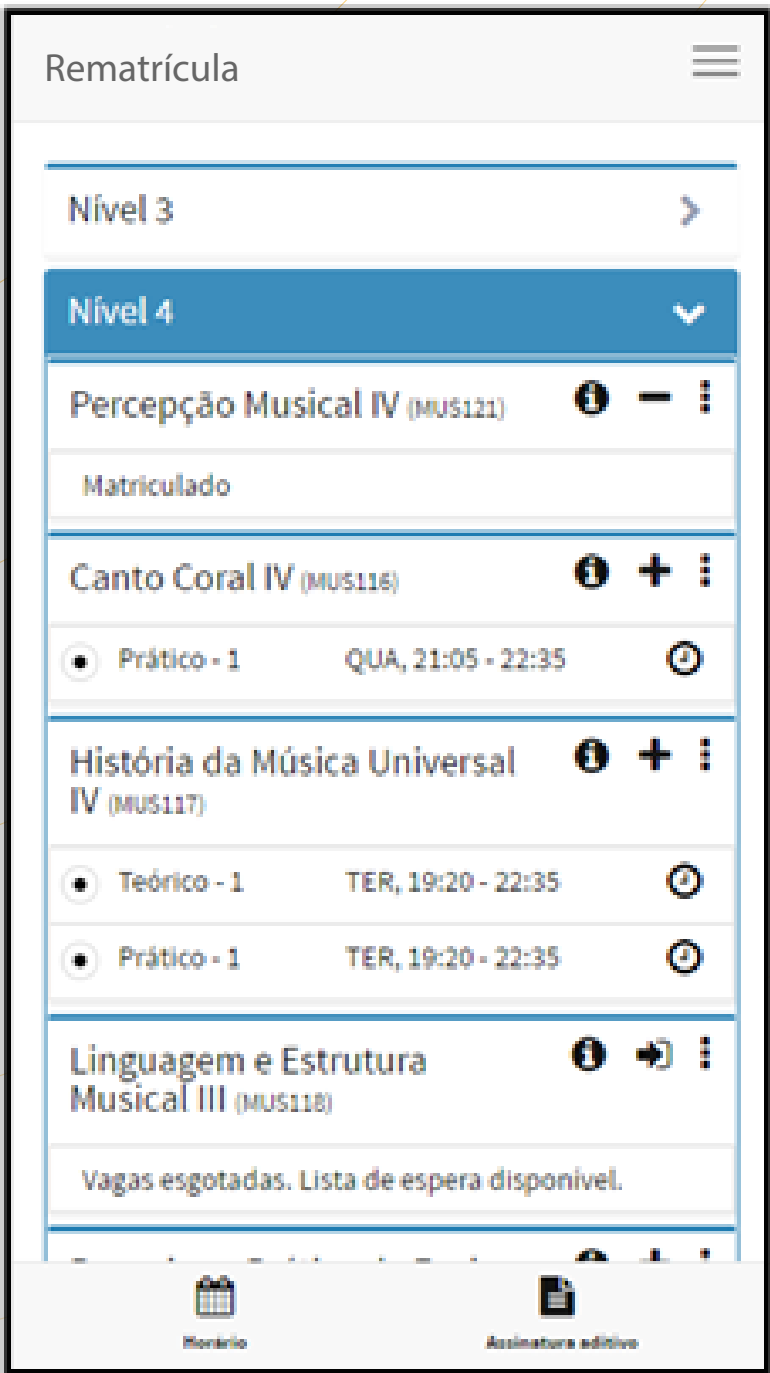 Rematrícula
Nível 3
Nível 4
Percepção Musical IV (MUS121)
Matriculado
Canto Coral IV (MUS116)
Prático - 1 QUA, 21:05 - 22:35
História da Música Universal
IV (MUS117)
Teórico - 1 TER, 19:20 - 22:35
Prático - 1 TER, 19:20 - 22:35
Linguagem e Estrutura
Musical III (MUS118)
Vagas esgotadas. Lista de espera disponível.
Horário
Assinatura aditivo